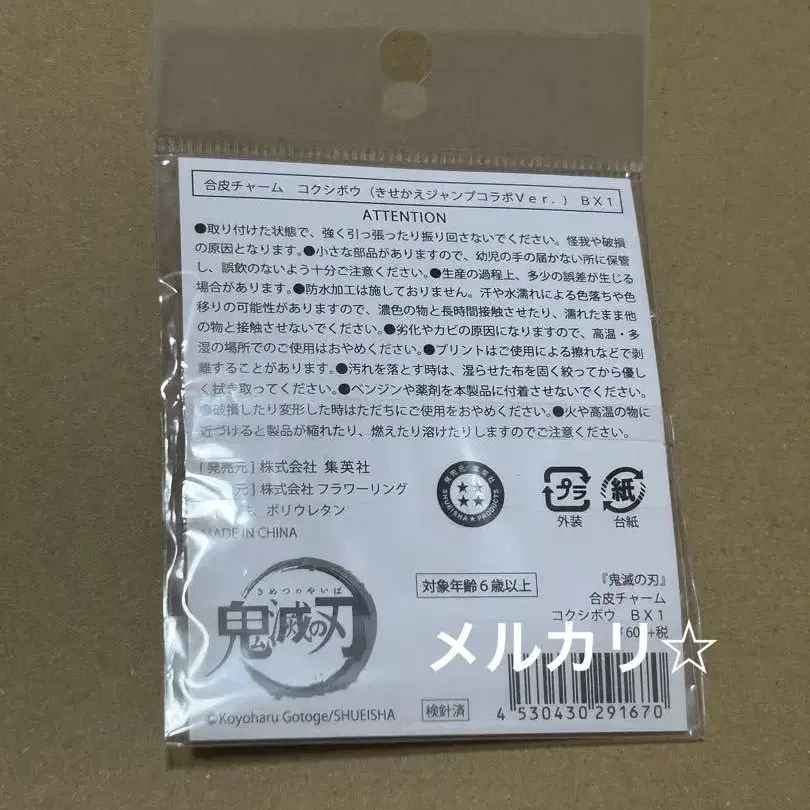 合皮チャーム　コクシボウ（きせかえジャンプコラボVer.）　BX1
ATTENTION
●取り付けた状態で、強く引っ張ったり振り回さないでください。怪我や破損
の原因となります。●小さな部品がありますので、幼児の手の届かない所に保管
し、誤飲のないよう十分ご注意ください。●生産の過程上、多少の誤差が生じる
場合があります。●防水加工は施しておりません。汗や水濡れによる色落ちや色
移りの可能性がありますので、濃色の物と長時間接触させたり、濡れたまま他
の物と接触させないでください。●劣化やカビの原因になりますので、高温・多
湿の場所でのご使用はおやめください。●プリントはご使用による擦れなどで剥
離することがあります。●汚れを落とす時は、湿らせた布を固く絞ってから優し
く拭き取ってください。●ベンジンや薬剤を本製品に付着させないでください。
●破損したり変形した時はただちにご使用をおやめください。●火や高温の物に
近づけると製品が縮れたり、燃えたり溶けたりしますのでご注意ください。
[発売元] 株式会社 集英社
元] 株式会社 フラワーリング
ポリウレタン
MADE IN CHINA
発売元・集英社
SHUEISHA★PRODUCTS
プラ
外装
紙
台紙
きめつのやいば
鬼滅の刃
対象年齢6歳以上
『鬼滅の刃』
合皮チャーム
コクシボウ　BX1
+税
メルカリ☆
©Koyoharu Gotoge/SHUEISHA
検針済
4 530430 291670